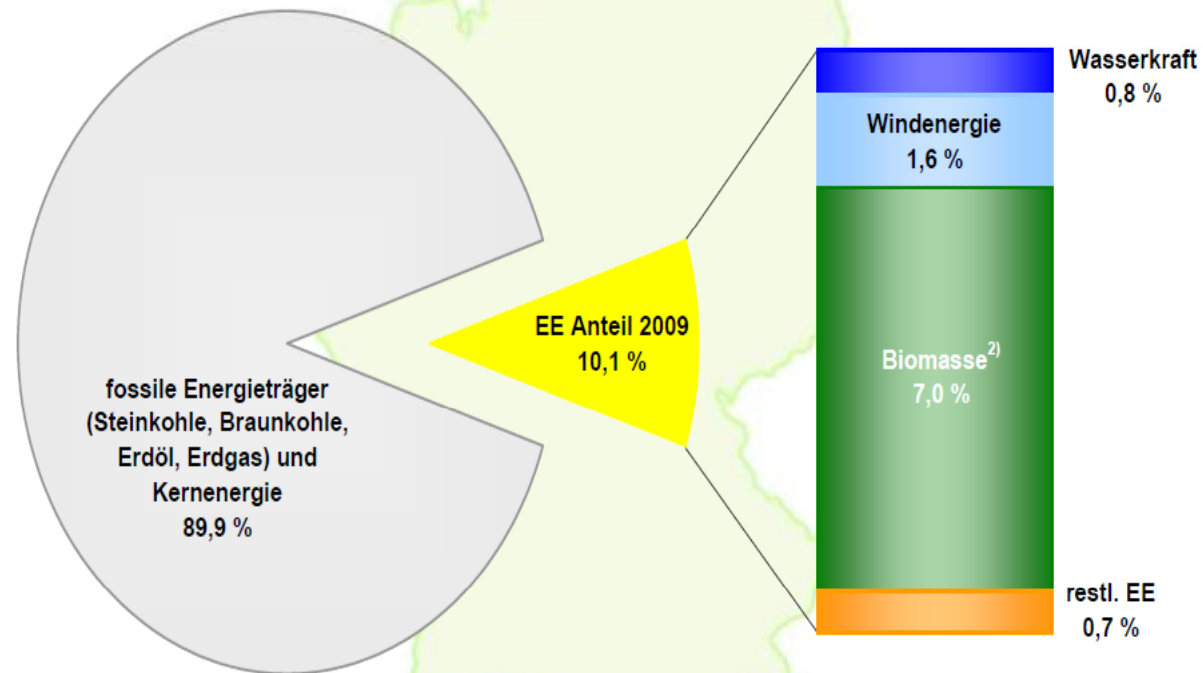 fossile Energieträger
(Steinkohle, Braunkohle,
Erdöl, Erdgas) und
Kernenergie
89,9 %
EE Anteil 2009
10,1 %
Wasserkraft
0,8 %
Windenergie
1,6 %
Biomasse²⁾
7,0 %
restl. EE
0,7 %